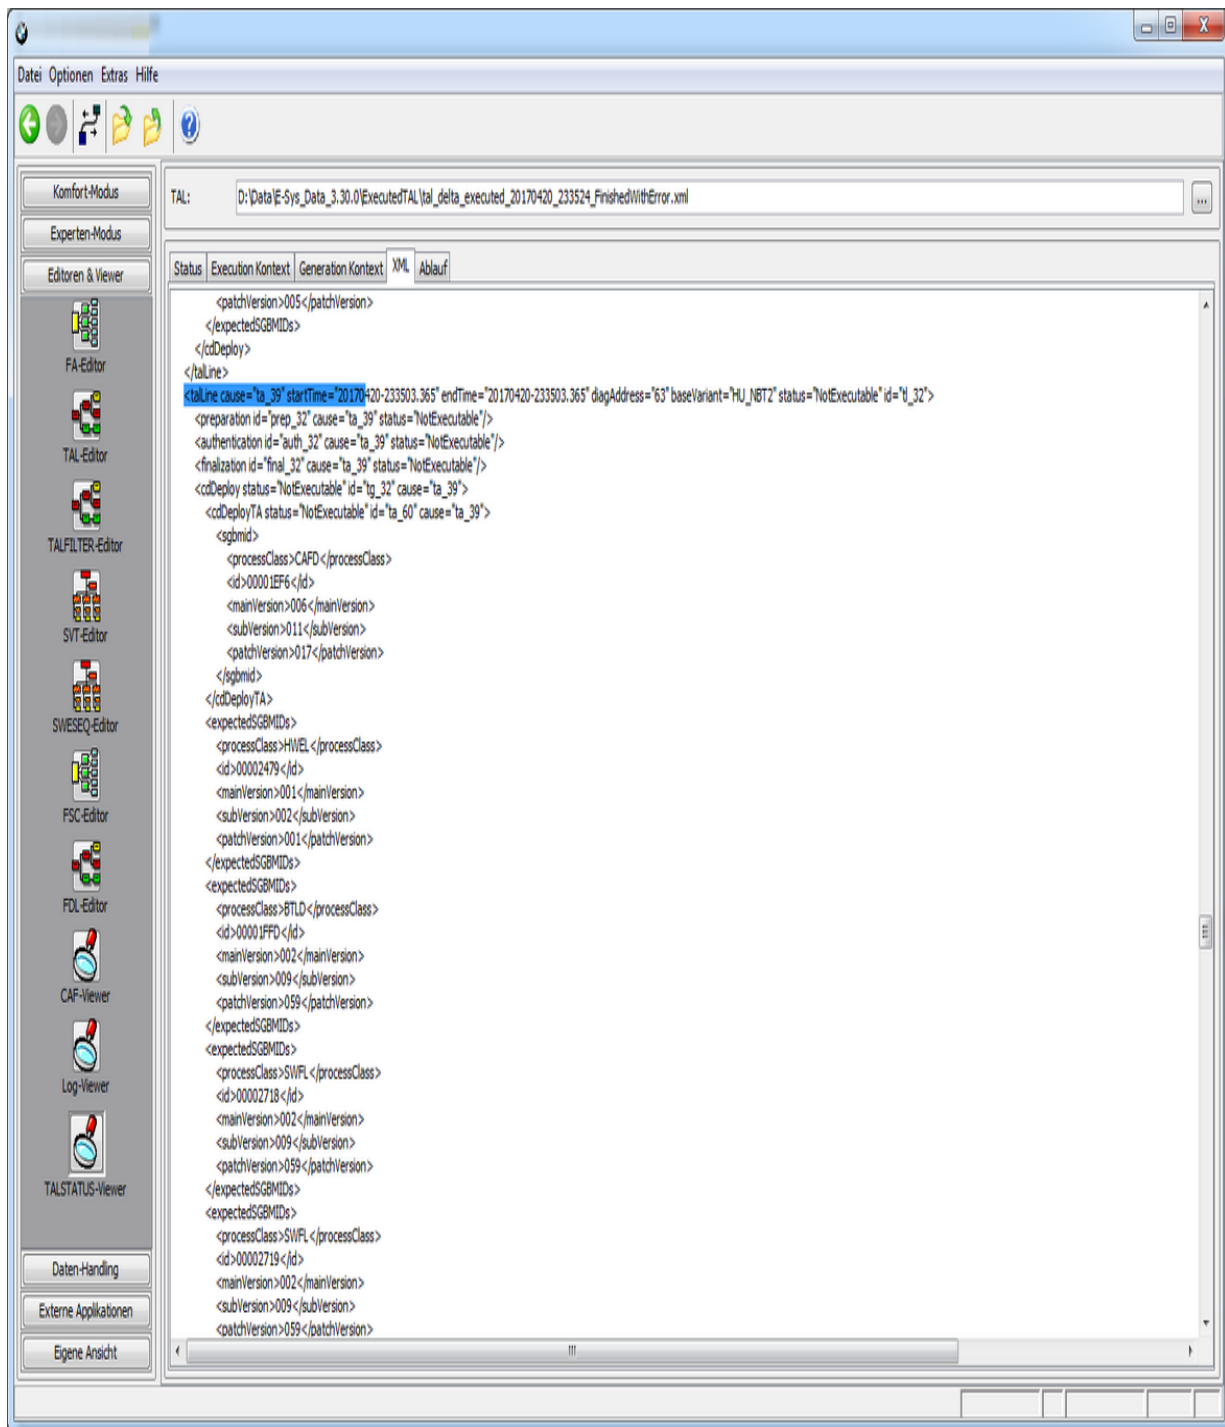 Datei Optionen Extras Hilfe
Komfort-Modus
Experten-Modus
Editoren & Viewer
FA-Editor
TAL-Editor
TALFILTER-Editor
SVT-Editor
SWESEQ-Editor
FSC-Editor
FDL-Editor
CAF-Viewer
Log-Viewer
TALSTATUS-Viewer
Daten-Handling
Externe Applikationen
Eigene Ansicht
TAL: D:\Data\E-Sys_Data_3.30.0\ExecutedTAL\tal_delta_executed_20170420_233524_FinishedWithError.xml ...
Status Execution Kontext Generation Kontext XML Ablauf
<patchVersion>005</patchVersion>
</expectedSGBMIDs>
</cdDeploy>
</talLine>
<talLine cause="ta_39" startTime="20170420-233503.365" endTime="20170420-233503.365" diagAddress="63" baseVariant="HU_NBT2" status="NotExecutable" id="tl_32">
<preparation id="prep_32" cause="ta_39" status="NotExecutable"/>
<authentication id="auth_32" cause="ta_39" status="NotExecutable"/>
<finalization id="final_32" cause="ta_39" status="NotExecutable"/>
<cdDeploy status="NotExecutable" id="tg_32" cause="ta_39">
<cdDeployTA status="NotExecutable" id="ta_60" cause="ta_39">
<sgbmid>
<processClass>CAFD</processClass>
<id>00001EF6</id>
<mainVersion>006</mainVersion>
<subVersion>011</subVersion>
<patchVersion>017</patchVersion>
</sgbmid>
</cdDeployTA>
<expectedSGBMIDs>
<processClass>HWEL</processClass>
<id>00002479</id>
<mainVersion>001</mainVersion>
<subVersion>002</subVersion>
<patchVersion>001</patchVersion>
</expectedSGBMIDs>
<expectedSGBMIDs>
<processClass>BTLD</processClass>
<id>00001FFD</id>
<mainVersion>002</mainVersion>
<subVersion>009</subVersion>
<patchVersion>059</patchVersion>
</expectedSGBMIDs>
<expectedSGBMIDs>
<processClass>SWFL</processClass>
<id>00002718</id>
<mainVersion>002</mainVersion>
<subVersion>009</subVersion>
<patchVersion>059</patchVersion>
</expectedSGBMIDs>
<expectedSGBMIDs>
<processClass>SWFL</processClass>
<id>00002719</id>
<mainVersion>002</mainVersion>
<subVersion>009</subVersion>
<patchVersion>059</patchVersion>